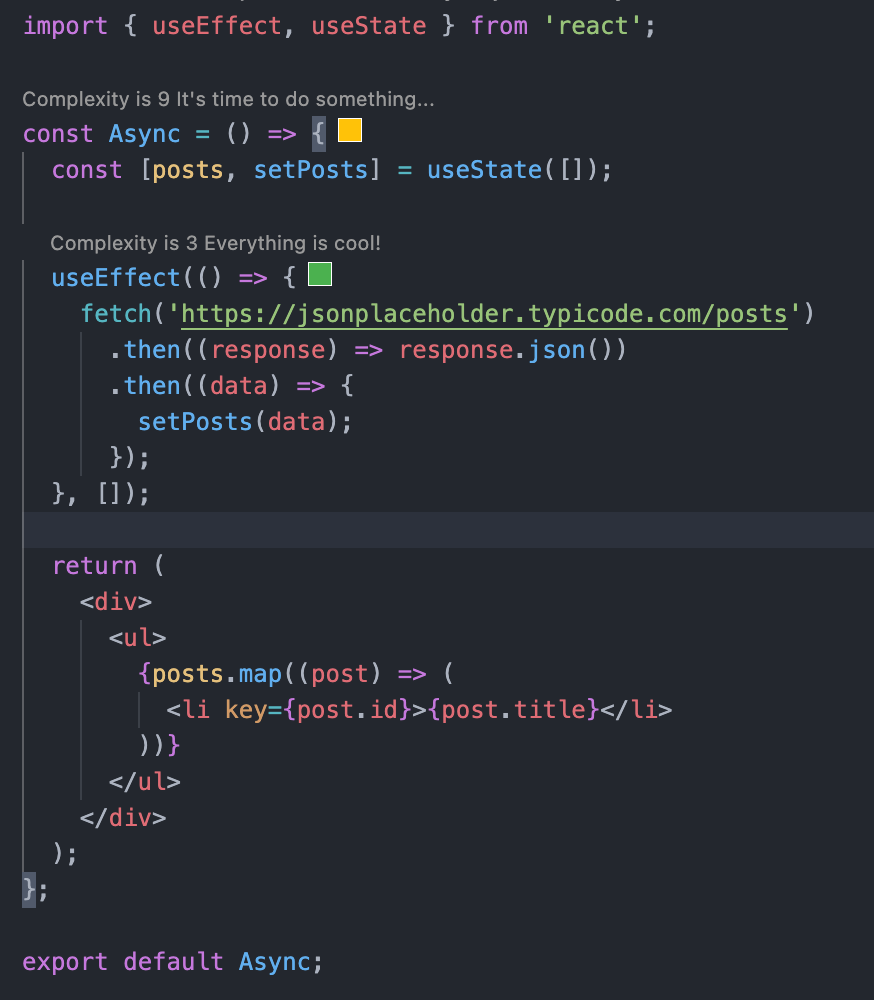 import { useEffect, useState } from 'react';
Complexity is 9 It's time to do something...
const Async = () => {
const [posts, setPosts] = useState([]);
Complexity is 3 Everything is cool!
useEffect(() => {
fetch('https://jsonplaceholder.typicode.com/posts')
.then((response) => response.json())
.then((data) => {
setPosts(data);
});
}, []);
return (
<div>
<ul>
{posts.map((post) => (
<li key={post.id}>{post.title}</li>
))}
</ul>
</div>
);
};
export default Async;